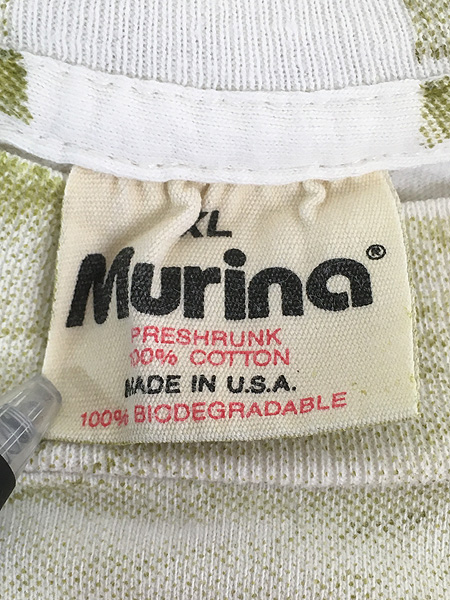 XL
Murina®
PRESHRUNK
100% COTTON
MADE IN U.S.A.
100% BIODEGRADABLE